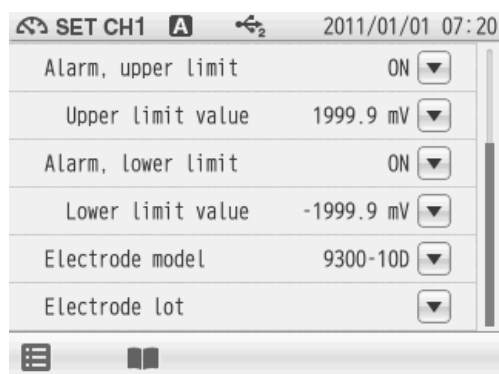 SET CH1 A 2 2011/01/01 07:20
Alarm, upper limit ON
Upper limit value 1999.9 mV
Alarm, lower limit ON
Lower limit value -1999.9 mV
Electrode model 9300-10D
Electrode lot